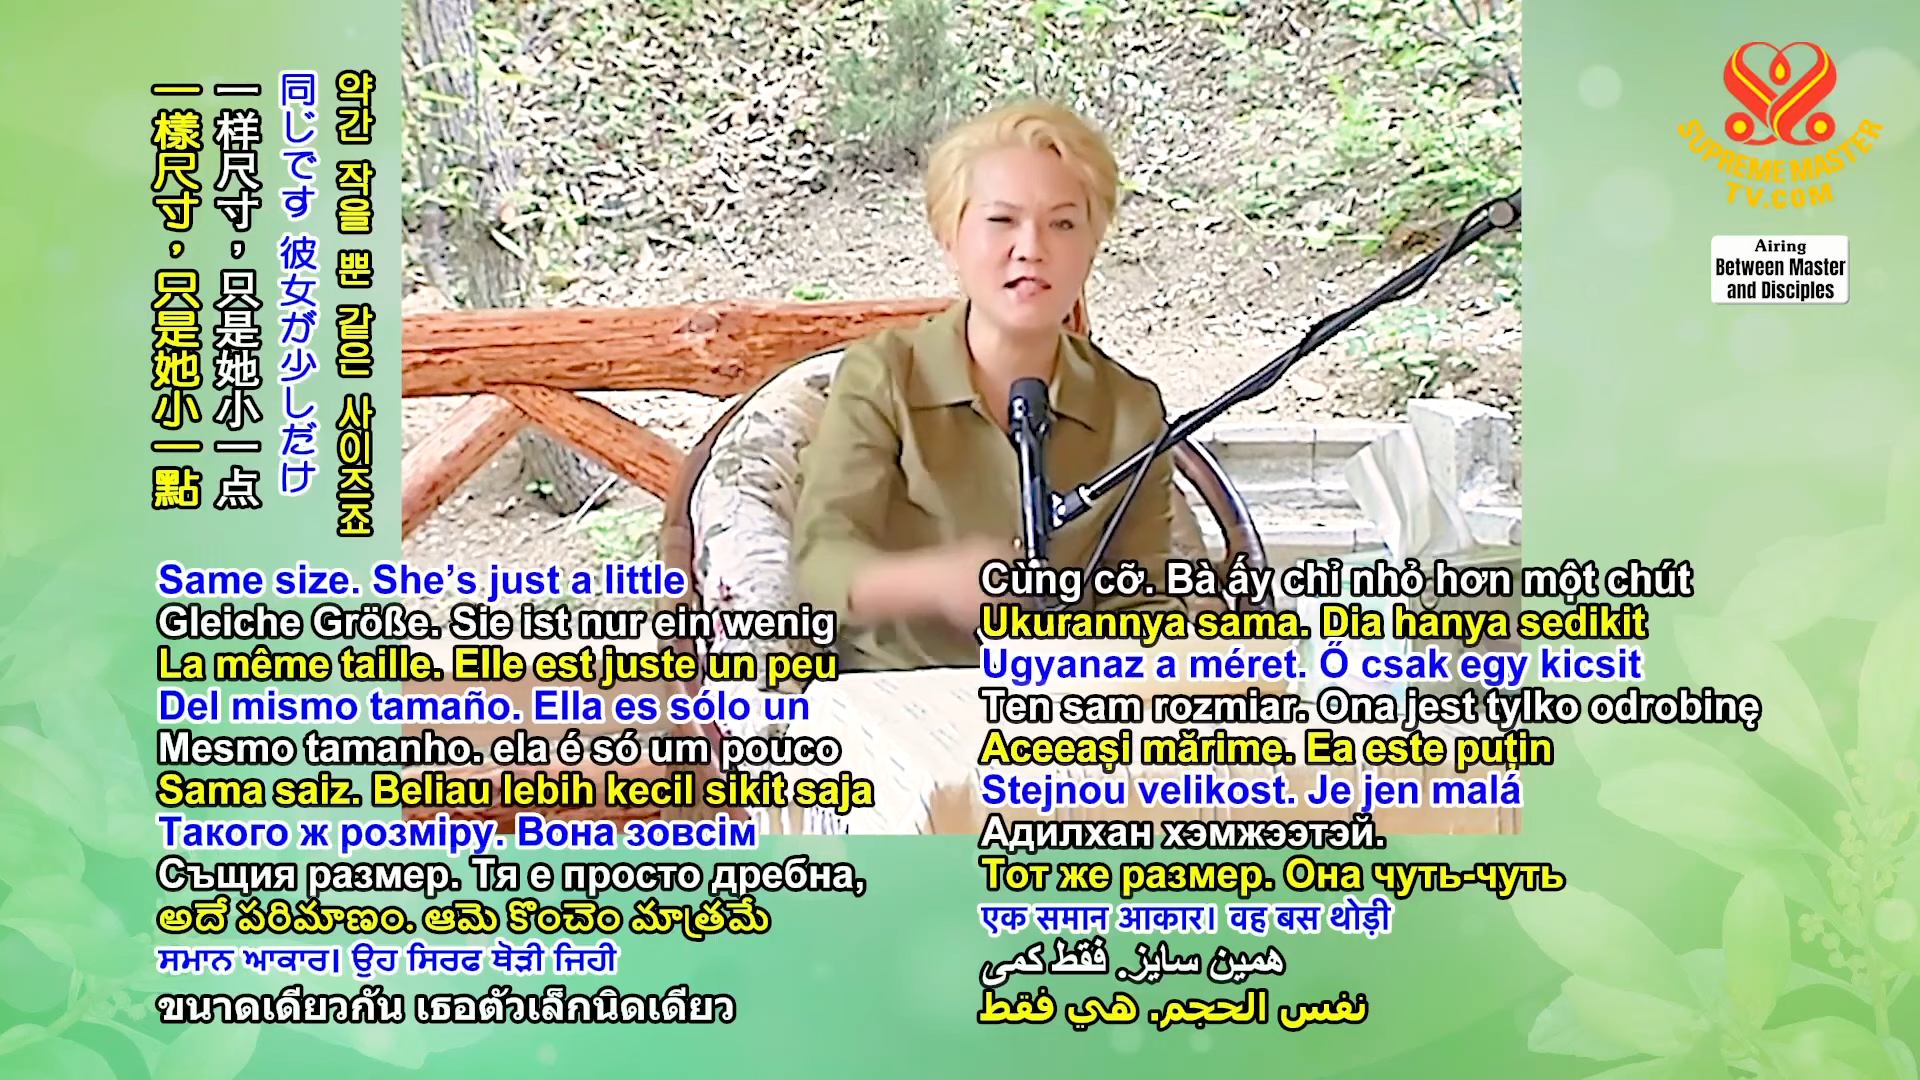 一樣尺寸，只是她小一點
一样尺寸，只是她小一点
同じです 彼女が少しだけ
약간 작을 뿐 같은 사이즈죠
SUPREME MASTER
TV.COM
Airing
Between Master
and Disciples
Same size. She’s just a little
Gleiche Größe. Sie ist nur ein wenig
La même taille. Elle est juste un peu
Del mismo tamaño. Ella es sólo un
Mesmo tamanho. ela é só um pouco
Sama saiz. Beliau lebih kecil sikit saja
Такого ж розміру. Вона зовсім
Същия размер. Тя е просто дребна,
అదే పరిమాణం. ఆమె కొంచెం మాత్రమే
ਸਮਾਨ ਆਕਾਰ। ਉਹ ਸਿਰਫ ਥੋੜੀ ਜਿਹੀ
ขนาดเดียวกัน เธอตัวเล็กนิดเดียว
Cùng cỡ. Bà ấy chỉ nhỏ hơn một chút
Ukurannya sama. Dia hanya sedikit
Ugyanaz a méret. Ő csak egy kicsit
Ten sam rozmiar. Ona jest tylko odrobinę
Aceeași mărime. Ea este puțin
Stejnou velikost. Je jen malá
Адилхан хэмжээтэй.
Тот же размер. Она чуть-чуть
एक समान आकार। वह बस थोड़ी
همین سایز. فقط کمی
نفس الحجم. هي فقط